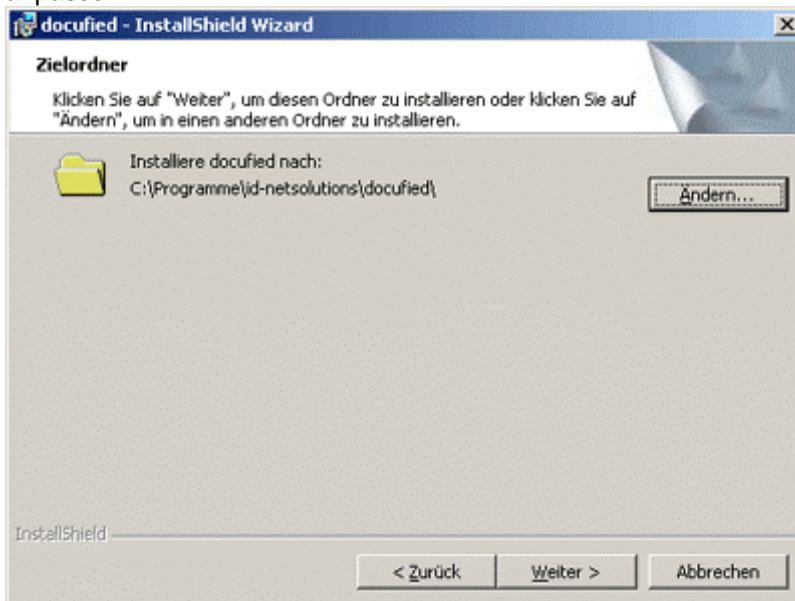 docufied - InstallShield Wizard
Zielordner
Klicken Sie auf "Weiter", um diesen Ordner zu installieren oder klicken Sie auf
"Ändern", um in einen anderen Ordner zu installieren.
Installiere docufied nach:
C:\Programme\id-netsolutions\docufied\
Ändern...
InstallShield
< Zurück
Weiter >
Abbrechen